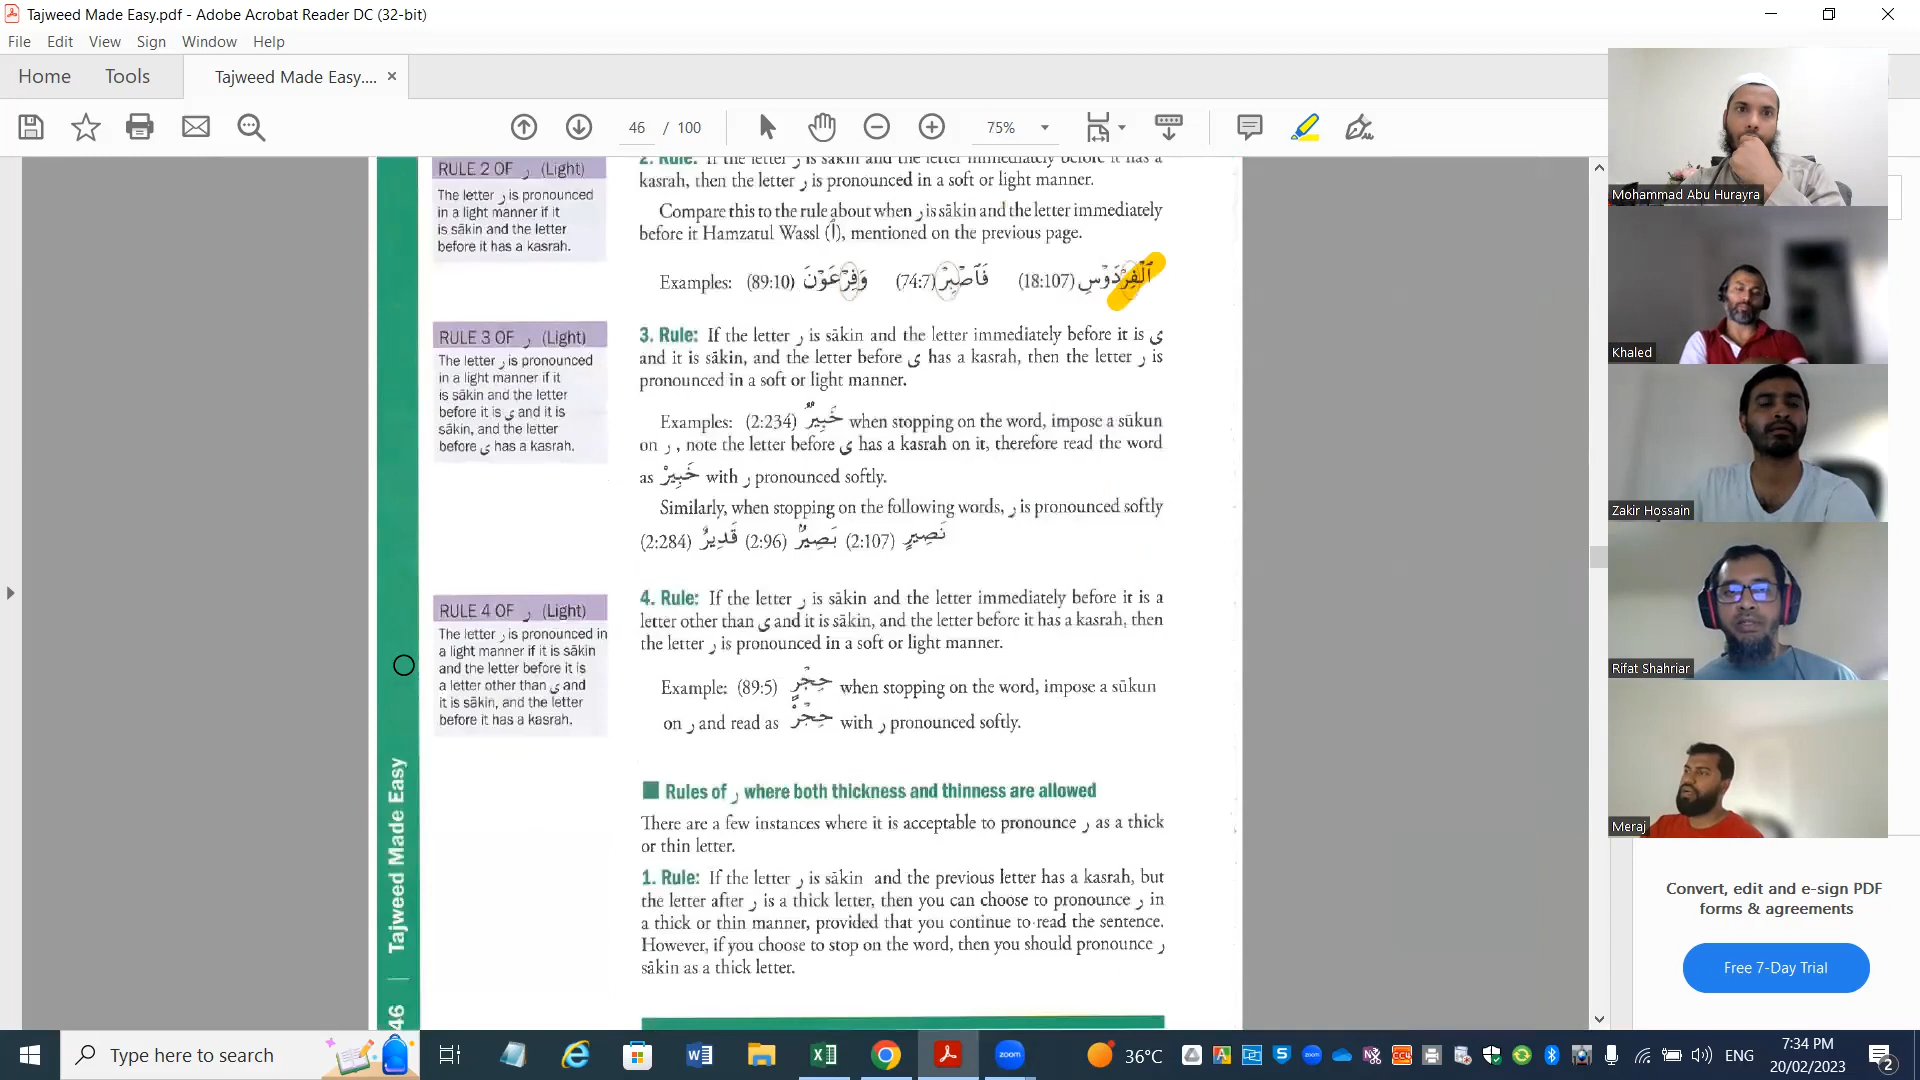 Tajweed Made Easy.pdf - Adobe Acrobat Reader DC (32-bit)
File Edit View Sign Window Help
Home Tools Tajweed Made Easy.... ×
46 / 100 75%
RULE 2 OF ر (Light)
The letter ر is pronounced
in a light manner if it
is sākin and the letter
before it has kasrah.
2. Rule: If the letter ر is sākin and the letter immediately before it has a
kasrah, then the letter ر is pronounced in a soft or light manner.
Compare this to the rule about when ر is sākin and the letter immediately
before it Hamzatul Wassl (ٱ), mentioned on the previous page.
Examples: (89:10) وَفِرْعَوْنَ (74:7) فَاصْبِرْ (18:107) الْفِرْدَوْسِ
RULE 3 OF ر (Light)
The letter ر is pronounced
in a light manner if it
is sākin and the letter
before it is ى and it is
sākin, and the letter
before ى has a kasrah.
3. Rule: If the letter ر is sākin and the letter immediately before it is ى
and it is sākin, and the letter before ى has a kasrah, then the letter ر is
pronounced in a soft or light manner.
Examples: (2:234) خَبِيرٌ when stopping on the word, impose a sūkun
on ر, note the letter before ى has a kasrah on it, therefore read the word
as خَبِيْرْ with ر pronounced softly.
Similarly, when stopping on the following words, ر is pronounced softly
(2:284) قَدِيرٌ (2:96) بَصِيرٌ (2:107) نَصِيرٍ
RULE 4 OF ر (Light)
The letter ر is pronounced in
a light manner if it is sākin
and the letter before it is
a letter other than ى and
it is sākin, and the letter
before it has a kasrah.
4. Rule: If the letter ر is sākin and the letter immediately before it is a
letter other than ى and it is sākin, and the letter before it has a kasrah, then
the letter ر is pronounced in a soft or light manner.
Example: (89:5) حِجْرٍ when stopping on the word, impose a sūkun
on ر and read as حِجْرْ with ر pronounced softly.
Rules of ر where both thickness and thinness are allowed
There are a few instances where it is acceptable to pronounce ر as a thick
or thin letter.
1. Rule: If the letter ر is sākin and the previous letter has a kasrah, but
the letter after ر is a thick letter, then you can choose to pronounce ر in
a thick or thin manner, provided that you continue to read the sentence.
However, if you choose to stop on the word, then you should pronounce ر
sākin as a thick letter.
46 | Tajweed Made Easy
Mohammad Abu Hurayra
Khaled
Zakir Hossain
Rifat Shahriar
Meraj
Convert, edit and e-sign PDF
forms & agreements
Free 7-Day Trial
Type here to search
zoom
36°C
ENG
7:34 PM
20/02/2023
2